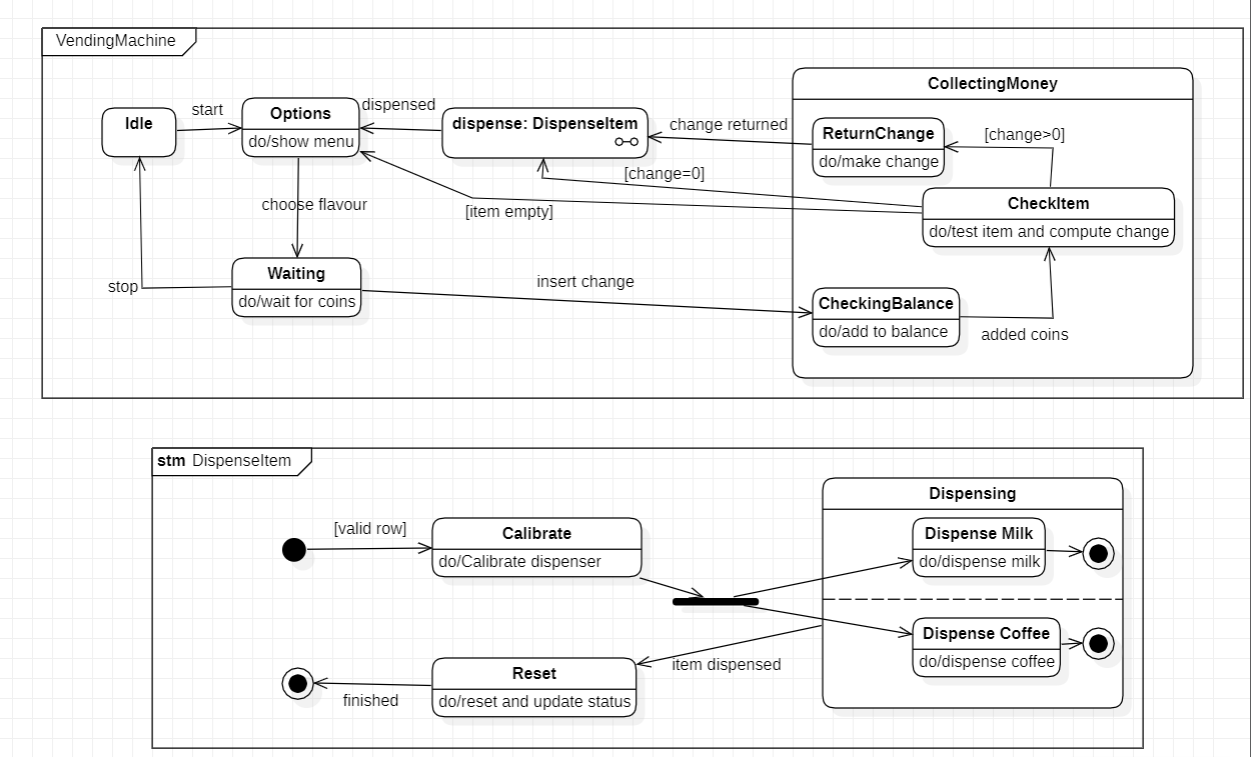 VendingMachine
CollectingMoney
Idle
start
Options
do/show menu
dispensed
dispense: DispenseItem
change returned
ReturnChange
do/make change
[change>0]
[change=0]
[item empty]
CheckItem
do/test item and compute change
choose flavour
Waiting
do/wait for coins
stop
insert change
CheckingBalance
do/add to balance
added coins
stm DispenseItem
Dispensing
[valid row]
Calibrate
do/Calibrate dispenser
Dispense Milk
do/dispense milk
Dispense Coffee
do/dispense coffee
item dispensed
Reset
do/reset and update status
finished